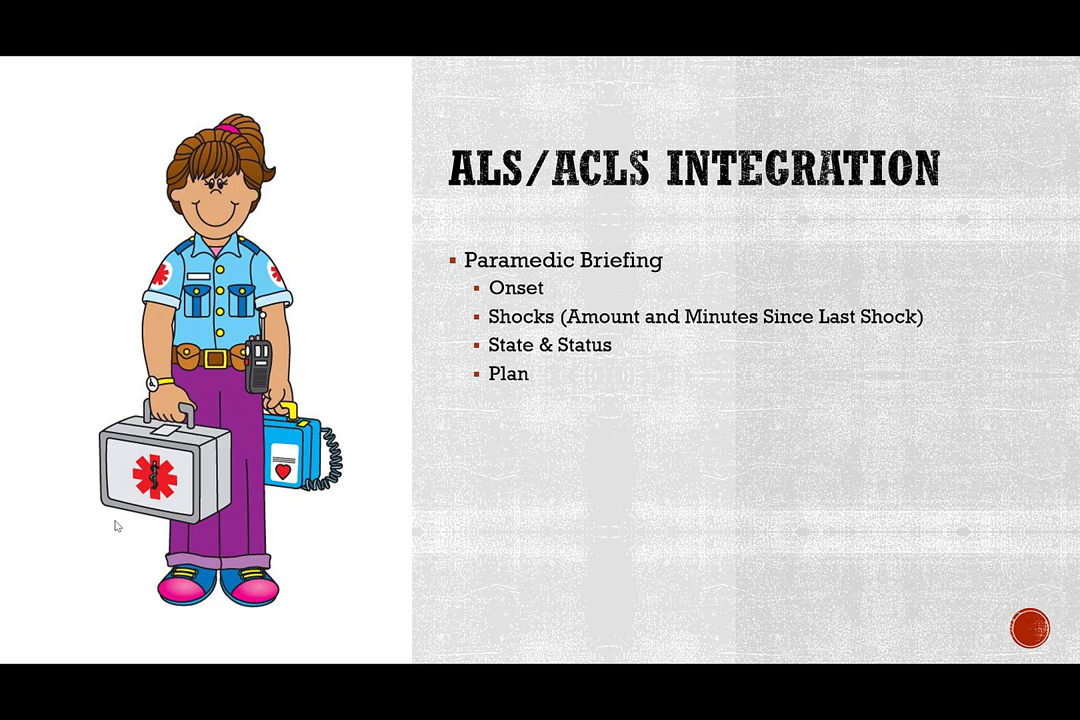 ALS/ACLS INTEGRATION
Paramedic Briefing
Onset
Shocks (Amount and Minutes Since Last Shock)
State & Status
Plan